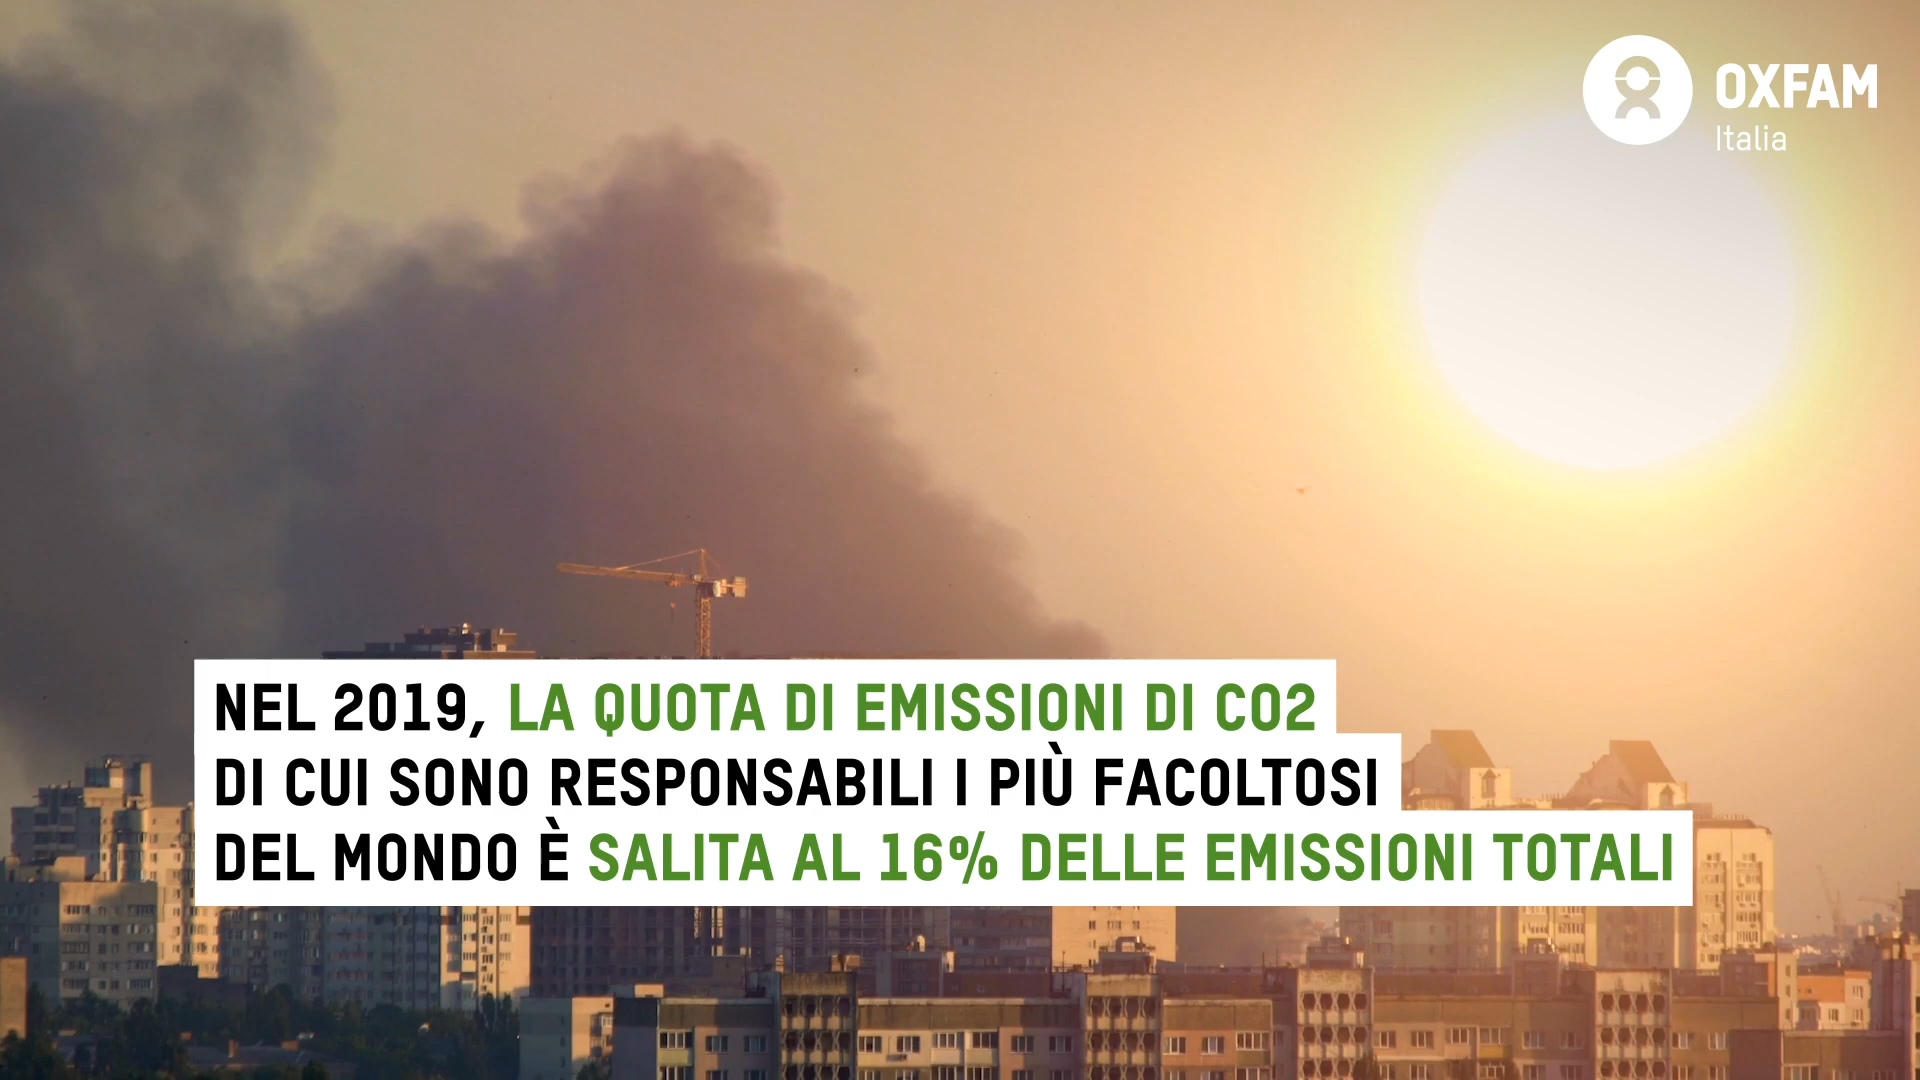 OXFAM
Italia
NEL 2019, LA QUOTA DI EMISSIONI DI CO2
DI CUI SONO RESPONSABILI I PIÙ FACOLTOSI
DEL MONDO È SALITA AL 16% DELLE EMISSIONI TOTALI